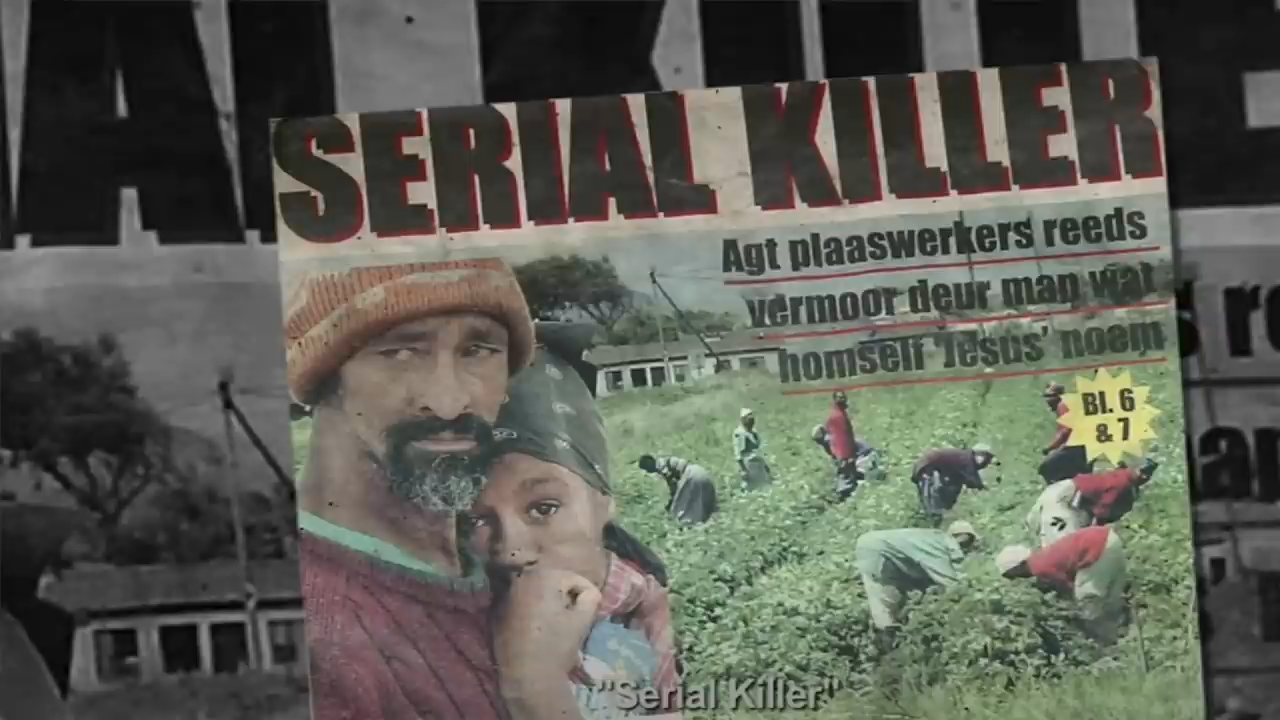 SERIAL KILLER
Agt plaaswerkers reeds
vermoor deur man wat
homself 'Jesus' noem
Bl. 6
& 7
"Serial Killer"